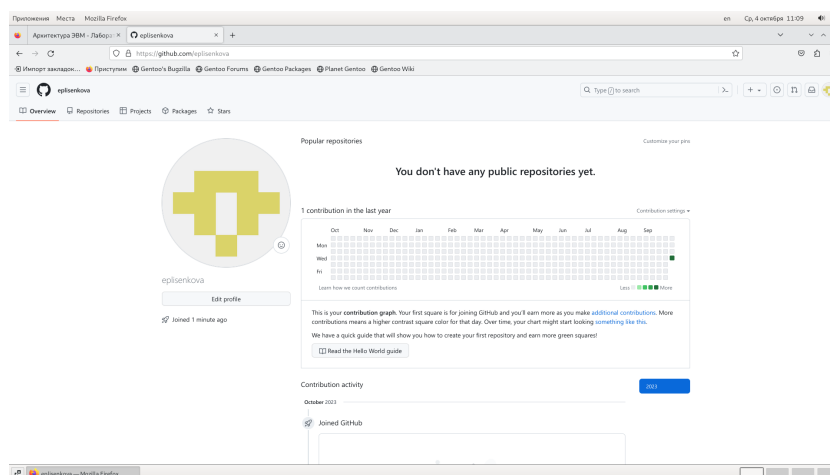 Приложения Места Mozilla Firefox en Ср, 4 октября 11:09
Архитектура ЭВМ – Лабора × eplisenkova × +
https://github.com/eplisenkova
Импорт закладок... Приступим Gentoo's Bugzilla Gentoo Forums Gentoo Packages Planet Gentoo Gentoo Wiki
eplisenkova Type / to search
Overview Repositories Projects Packages Stars
Popular repositories Customize your pins
You don't have any public repositories yet.
1 contribution in the last year Contribution settings
Oct Nov Dec Jan Feb Mar Apr May Jun Jul Aug Sep
Mon
Wed
Fri
Learn how we count contributions Less More
eplisenkova
Edit profile
Joined 1 minute ago
This is your contribution graph. Your first square is for joining GitHub and you'll earn more as you make additional contributions. More
contributions means a higher contrast square color for that day. Over time, your chart might start looking something like this.
We have a quick guide that will show you how to create your first repository and earn more green squares!
Read the Hello World guide
Contribution activity 2023
October 2023
Joined GitHub
eplisenkova — Mozilla Firefox